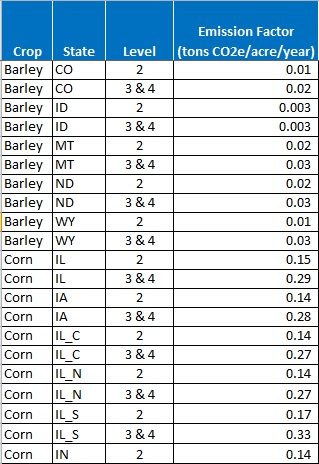 Crop State Level Emission Factor (tons CO2e/acre/year)
Barley CO 2 0.01
Barley CO 3 & 4 0.02
Barley ID 2 0.003
Barley ID 3 & 4 0.003
Barley MT 2 0.02
Barley MT 3 & 4 0.03
Barley ND 2 0.02
Barley ND 3 & 4 0.03
Barley WY 2 0.01
Barley WY 3 & 4 0.03
Corn IL 2 0.15
Corn IL 3 & 4 0.29
Corn IA 2 0.14
Corn IA 3 & 4 0.28
Corn IL_C 2 0.14
Corn IL_C 3 & 4 0.27
Corn IL_N 2 0.14
Corn IL_N 3 & 4 0.27
Corn IL_S 2 0.17
Corn IL_S 3 & 4 0.33
Corn IN 2 0.14